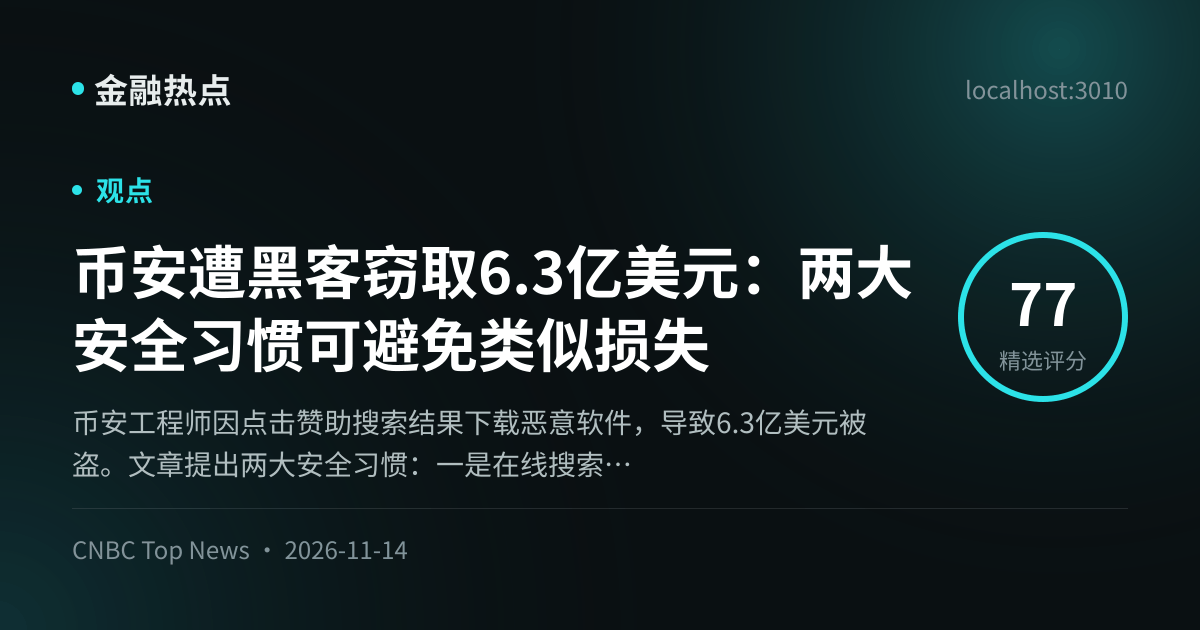 金融热点
localhost:3010
观点
币安遭黑客窃取6.3亿美元：两大
安全习惯可避免类似损失
77
精选评分
币安工程师因点击赞助搜索结果下载恶意软件，导致6.3亿美元被
盗。文章提出两大安全习惯：一是在线搜索…
CNBC Top News • 2026-11-14